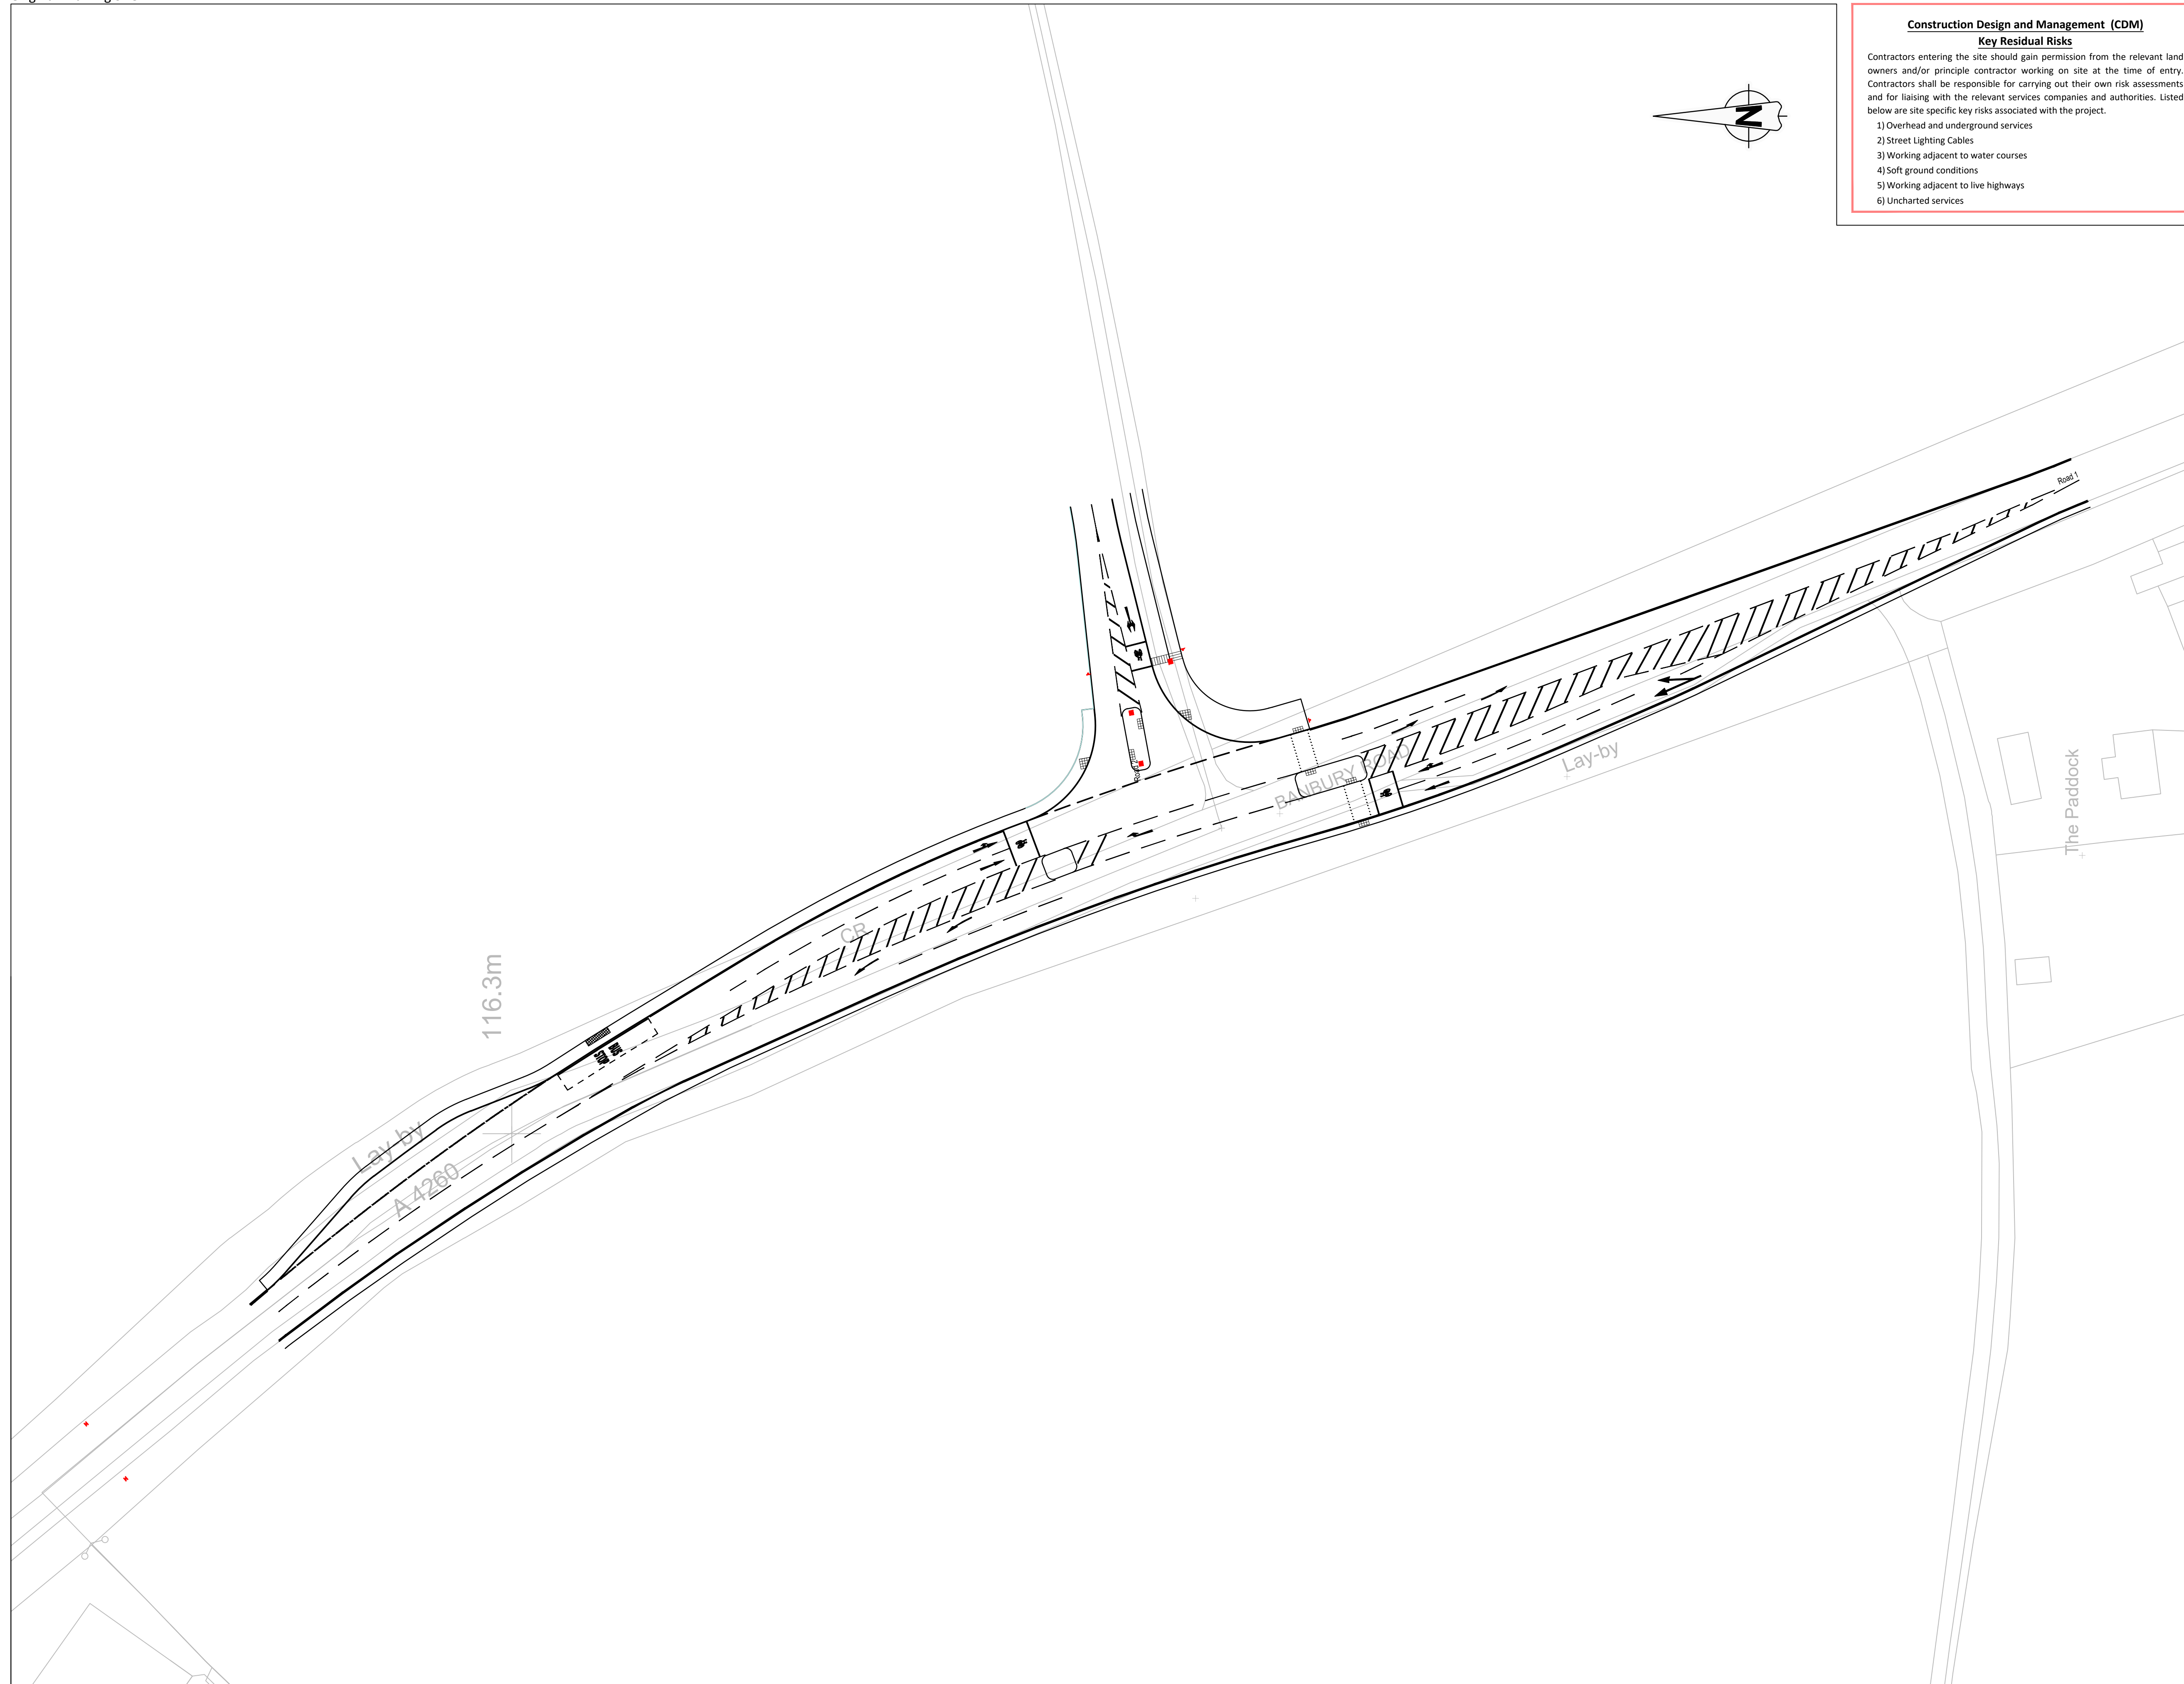 Construction Design and Management (CDM)
Key Residual Risks
Contractors entering the site should gain permission from the relevant land
owners and/or principle contractor working on site at the time of entry.
Contractors shall be responsible for carrying out their own risk assessments
and for liaising with the relevant services companies and authorities. Listed
below are site specific key risks associated with the project.
1) Overhead and underground services
2) Street Lighting Cables
3) Working adjacent to water courses
4) Soft ground conditions
5) Working adjacent to live highways
6) Uncharted services
N
Road 1
BANBURY ROAD
Lay-by
The Paddock
CR
116.3m
BUS
STOP
Lay by
A 4260